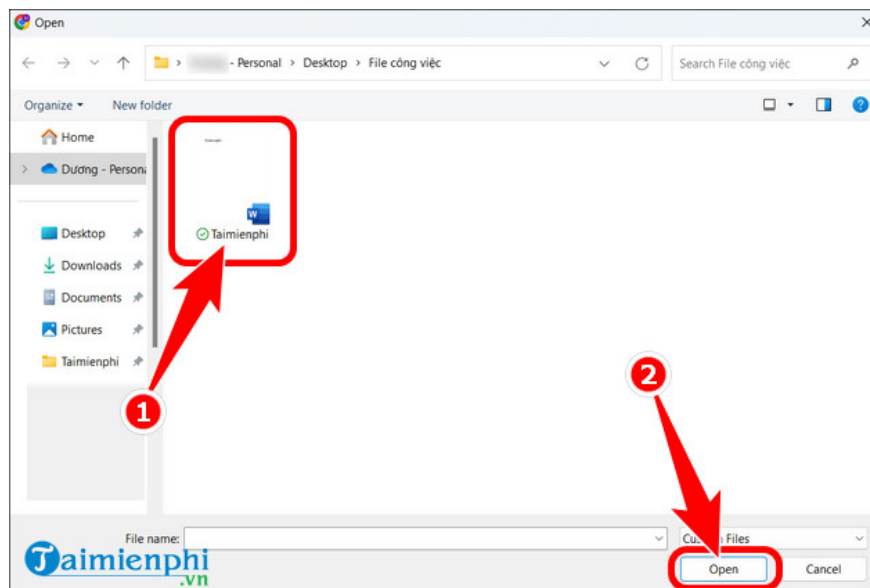 Open
- Personal > Desktop > File công việc
Search File công việc
Organize
New folder
Home
Dương - Persona
Desktop
Downloads
Documents
Pictures
Taimienphi
W
Taimienphi
1
2
File name:
Files
Open
Cancel
Taimienphi
.vn